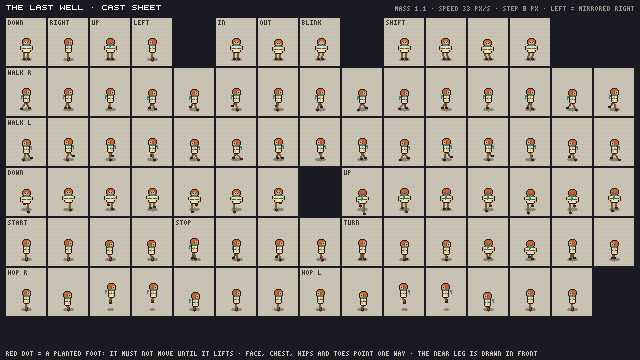 THE LAST WELL · CAST SHEET
MASS 1.1 · SPEED 33 PX/S · STEP 8 PX · LEFT = MIRRORED RIGHT
DOWN RIGHT UP LEFT IN OUT BLINK SHIFT
WALK R
WALK L
DOWN UP
START STOP TURN
HOP R HOP L
RED DOT = A PLANTED FOOT: IT MUST NOT MOVE UNTIL IT LIFTS · FACE, CHEST, HIPS AND TOES POINT ONE WAY · THE NEAR LEG IS DRAWN IN FRONT